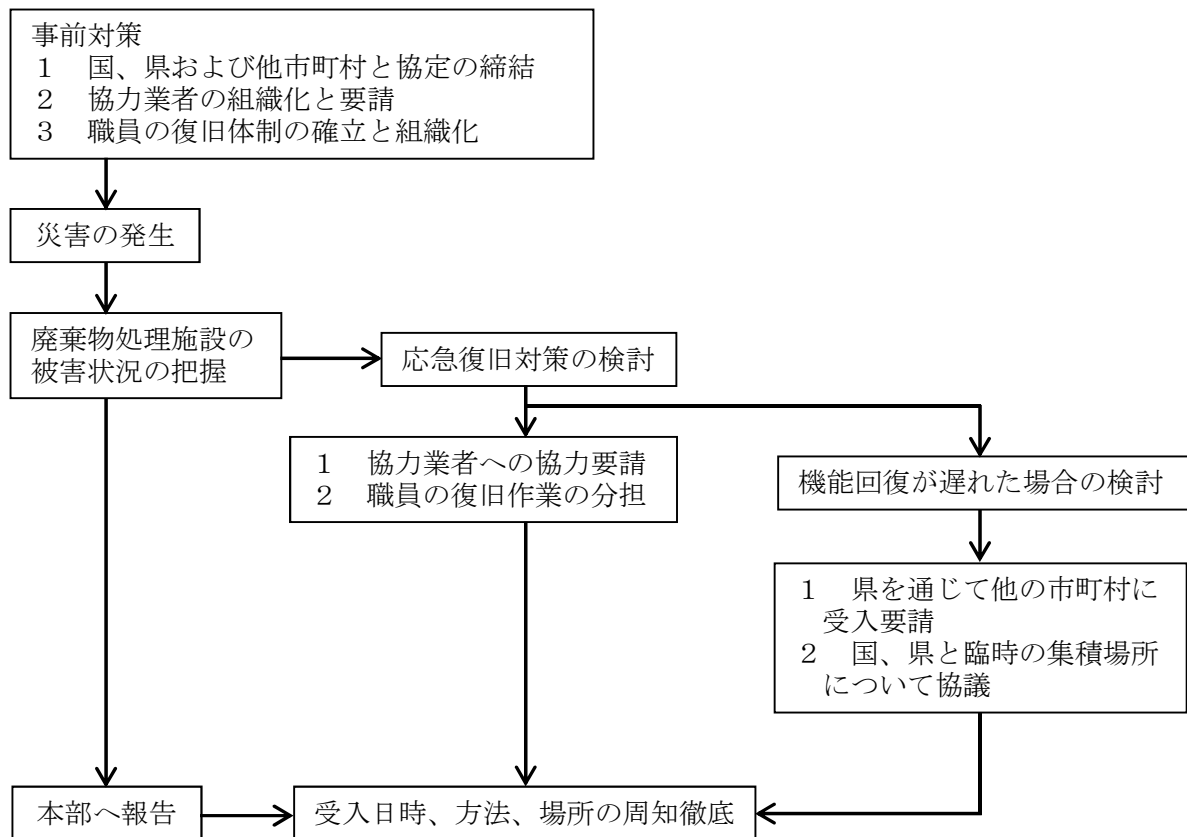 事前対策
１　国、県および他市町村と協定の締結
２　協力業者の組織化と要請
３　職員の復旧体制の確立と組織化
災害の発生
廃棄物処理施設の
被害状況の把握
応急復旧対策の検討
１　協力業者への協力要請
２　職員の復旧作業の分担
機能回復が遅れた場合の検討
１　県を通じて他の市町村に
受入要請
２　国、県と臨時の集積場所
について協議
本部へ報告
受入日時、方法、場所の周知徹底